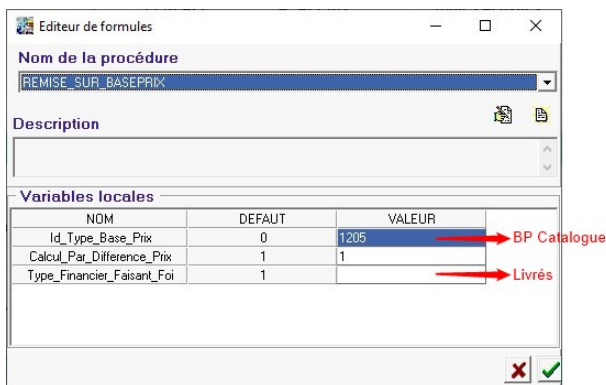 Editeur de formules
Nom de la procédure
REMISE_SUR_BASEPRIX
Description
Variables locales
NOM DEFAUT VALEUR
Id_Type_Base_Prix 0 1205 BP Catalogue
Calcul_Par_Difference_Prix 1 1
Type_Financier_Faisant_Foi 1 Livrés